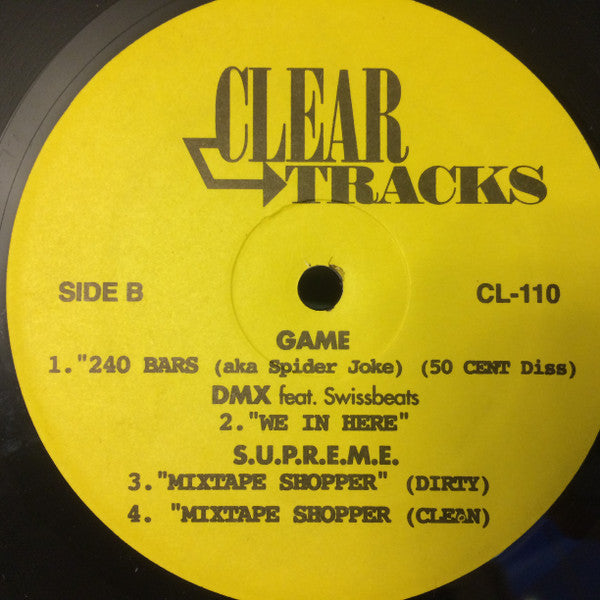 CLEAR
TRACKS
SIDE B
CL-110
GAME
1."240 BARS (aka Spider Joke) (50 CENT Diss)
DMX feat. Swissbeats
2."WE IN HERE"
S.U.P.R.E.M.E.
3."MIXTAPE SHOPPER" (DIRTY)
4. "MIXTAPE SHOPPER (CLEAN)